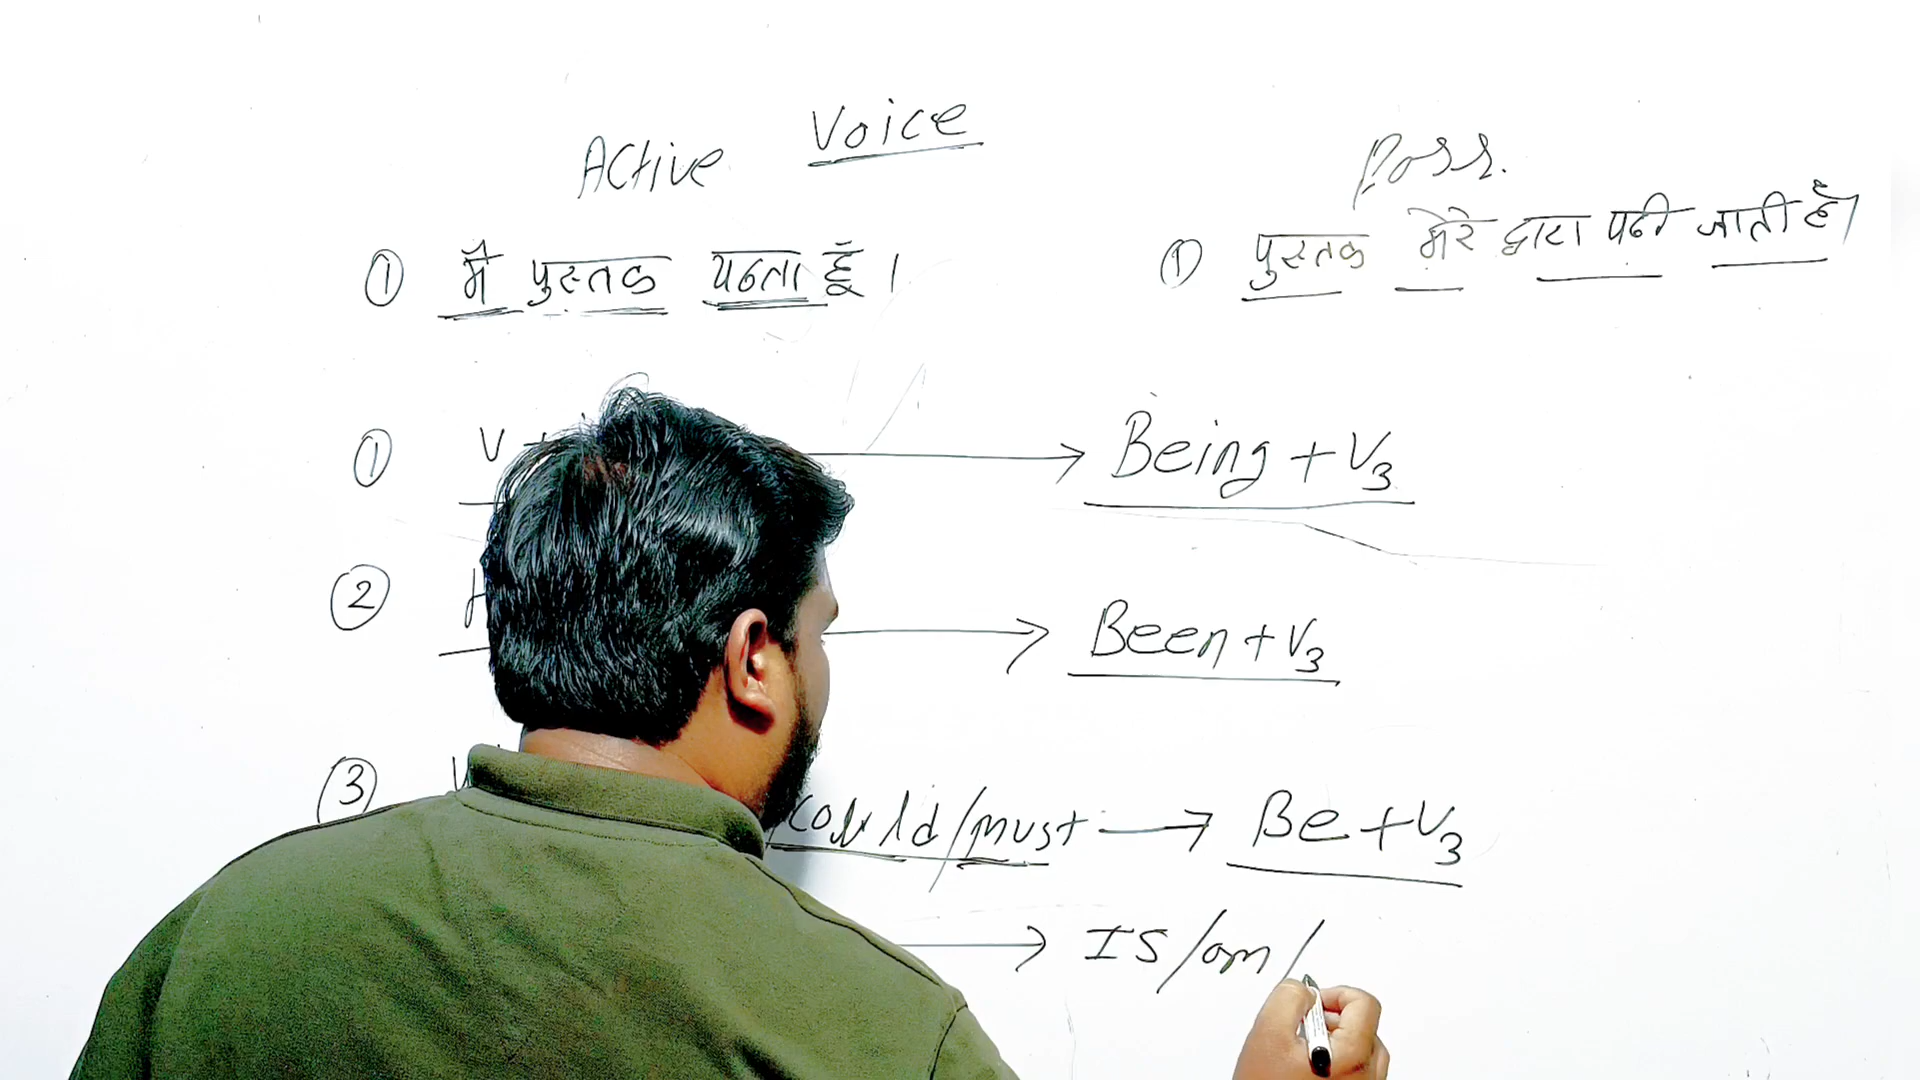 Voice
Active Pass.
① मैं पुस्तक पढता हूँ । ① पुस्तक मेरे द्वारा पढी जाती है।
① V + → Being + V3
② H → Been + V3
③ could/must → Be + V3
→ IS/am/